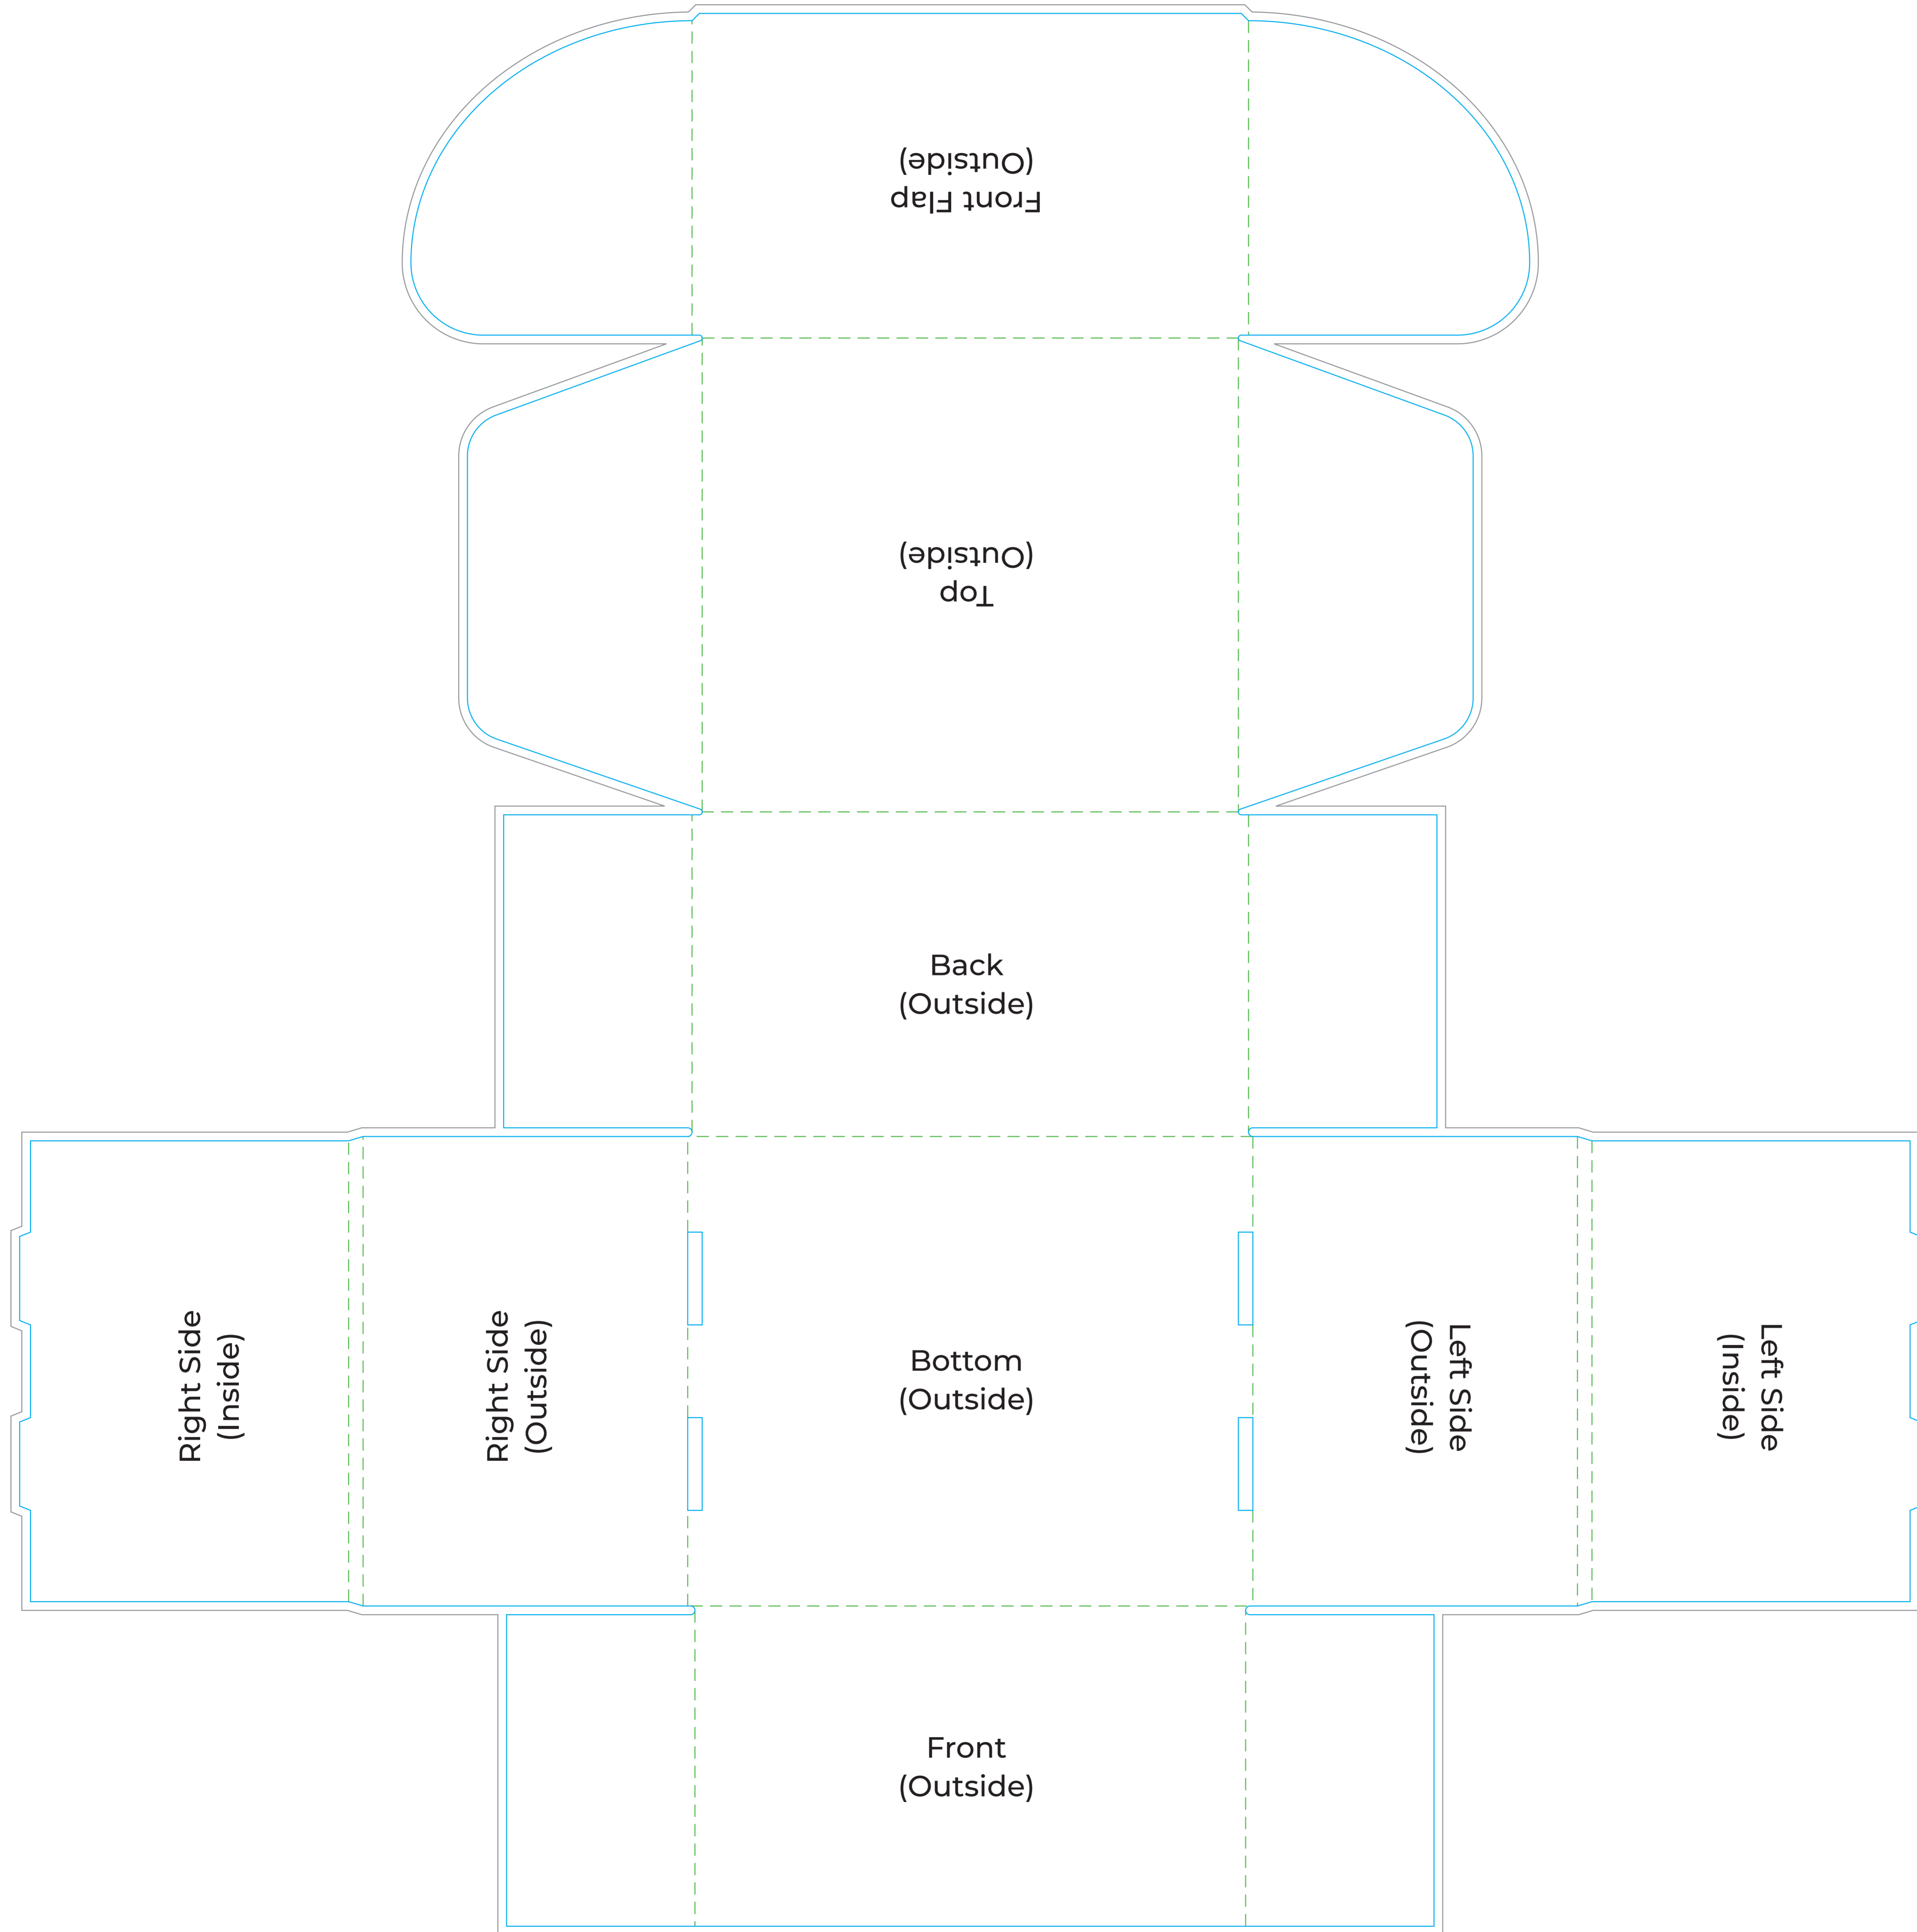 Front Flap
(Outside)
Top
(Outside)
Back
(Outside)
Right Side
(Inside)
Right Side
(Outside)
Bottom
(Outside)
Left Side
(Outside)
Left Side
(Inside)
Front
(Outside)